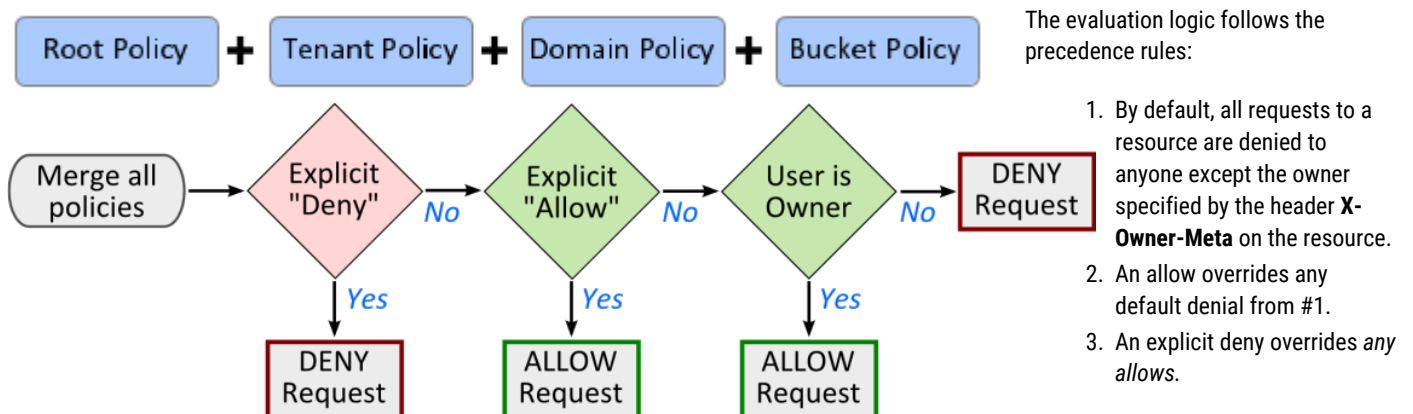 Root Policy + Tenant Policy + Domain Policy + Bucket Policy
Merge all
policies
Explicit
"Deny"
No
Explicit
"Allow"
No
User is
Owner
No
DENY
Request
Yes
Yes
Yes
DENY
Request
ALLOW
Request
ALLOW
Request
The evaluation logic follows the
precedence rules:
1. By default, all requests to a
resource are denied to
anyone except the owner
specified by the header X-
Owner-Meta on the resource.
2. An allow overrides any
default denial from #1.
3. An explicit deny overrides any
allows.